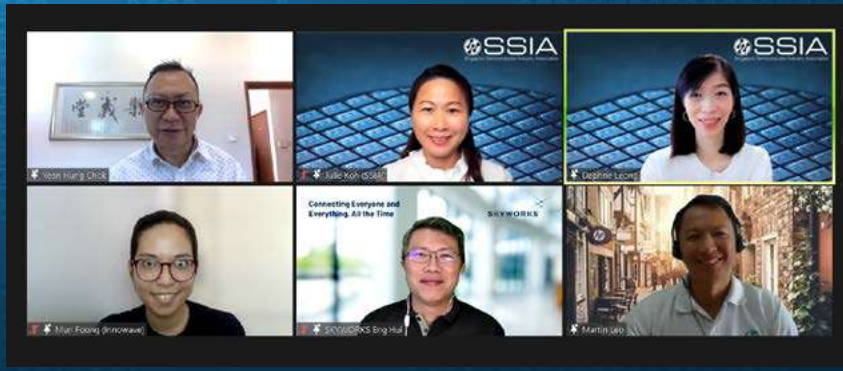 SSIA
Singapore Semiconductor Industry Association
SSIA
Singapore Semiconductor Industry Association
Yean Hung Chok
Julie Koh (SSIA)
Daphne Leong
Connecting Everyone and
Everything, All the Time
SKYWORKS
Mun Foong (Innowave)
SKYWORKS Eng Hui
Martin Leo